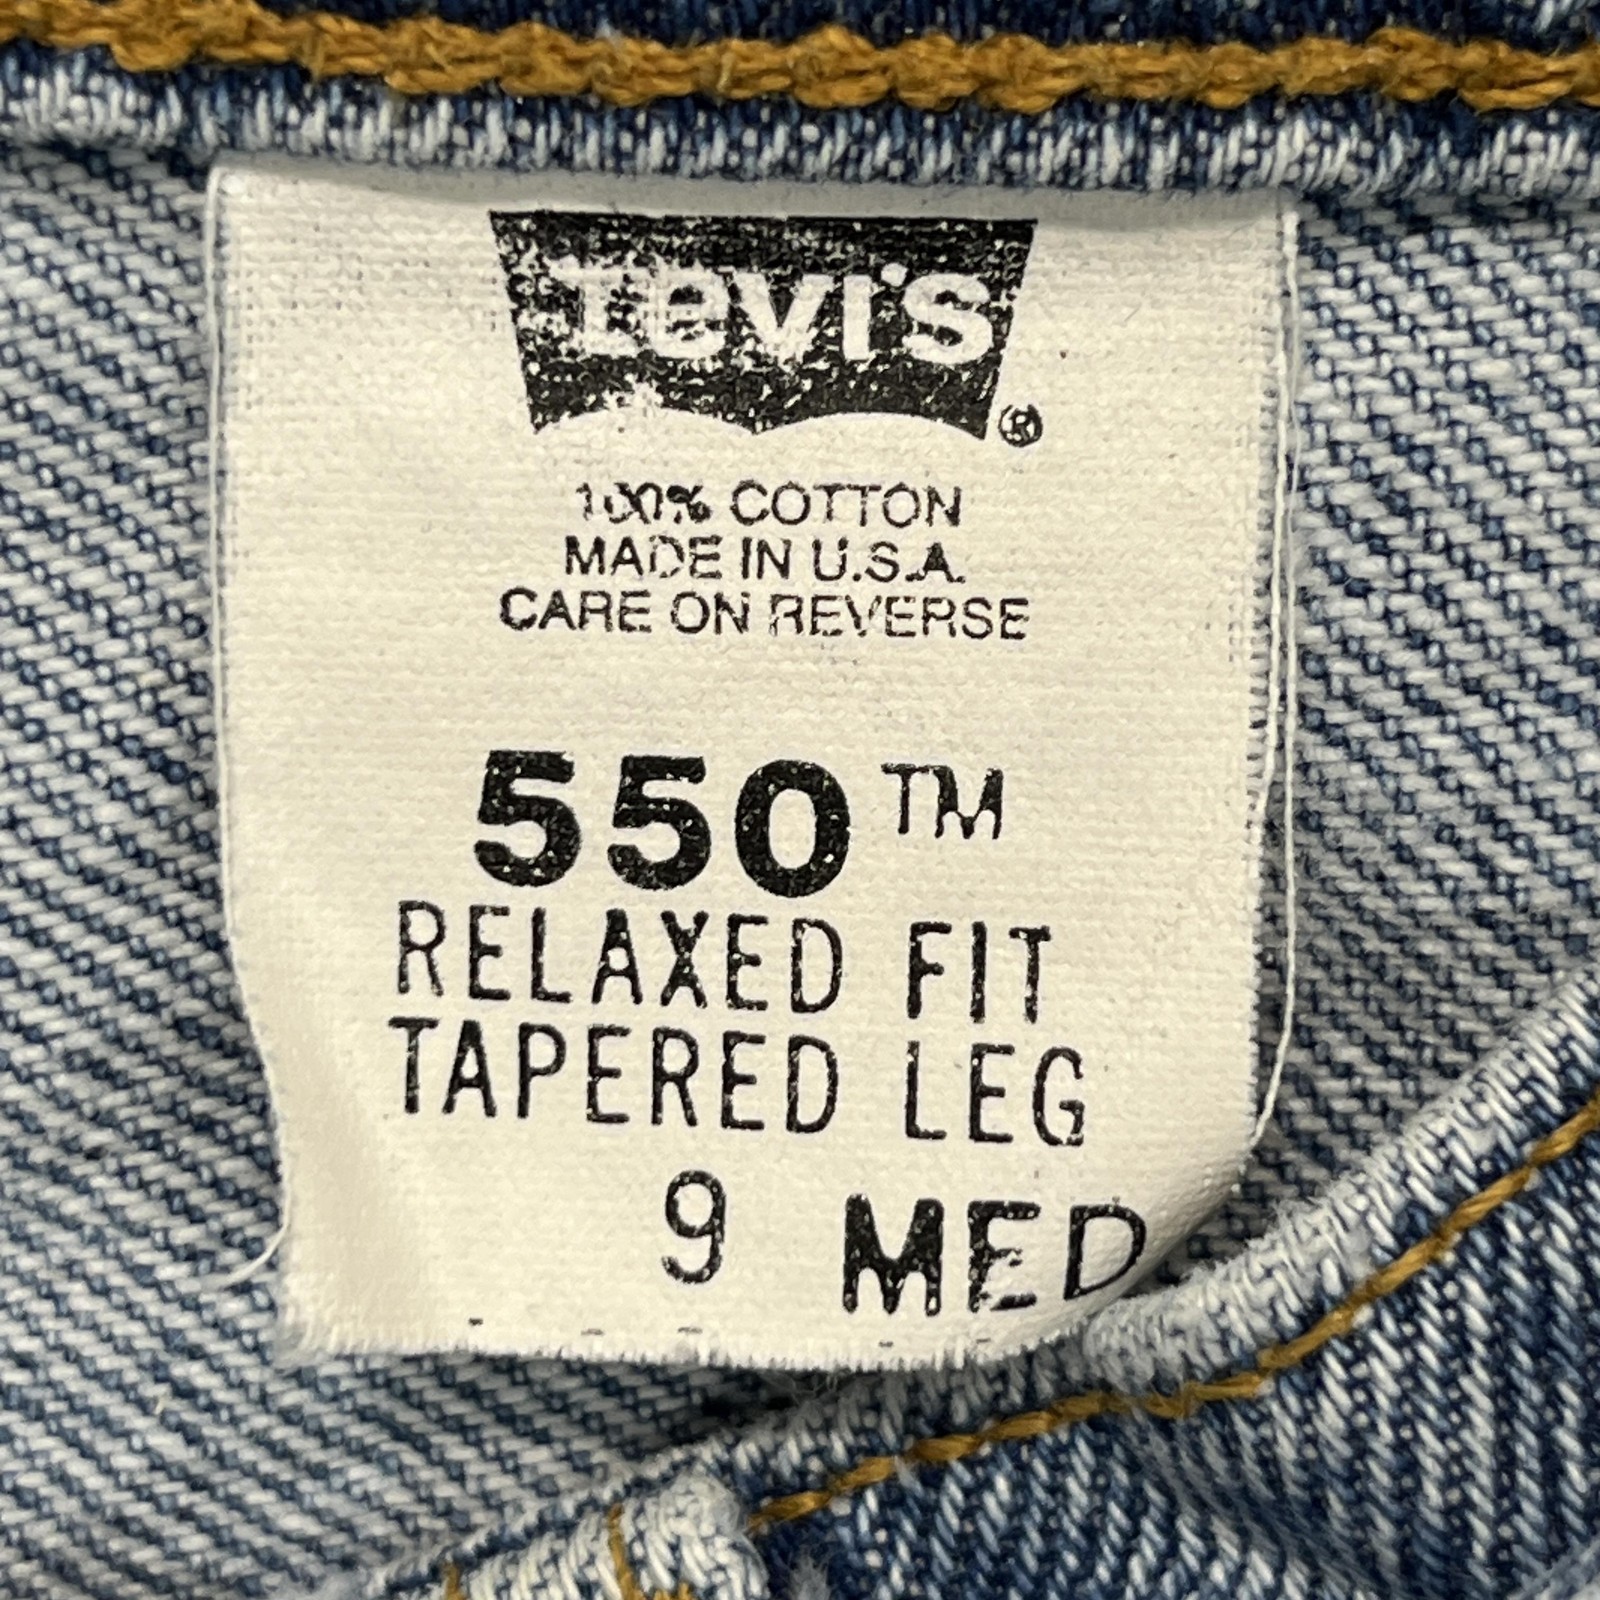 Levi's ®
100% COTTON
MADE IN U.S.A.
CARE ON REVERSE
550™
RELAXED FIT
TAPERED LEG
9 MED